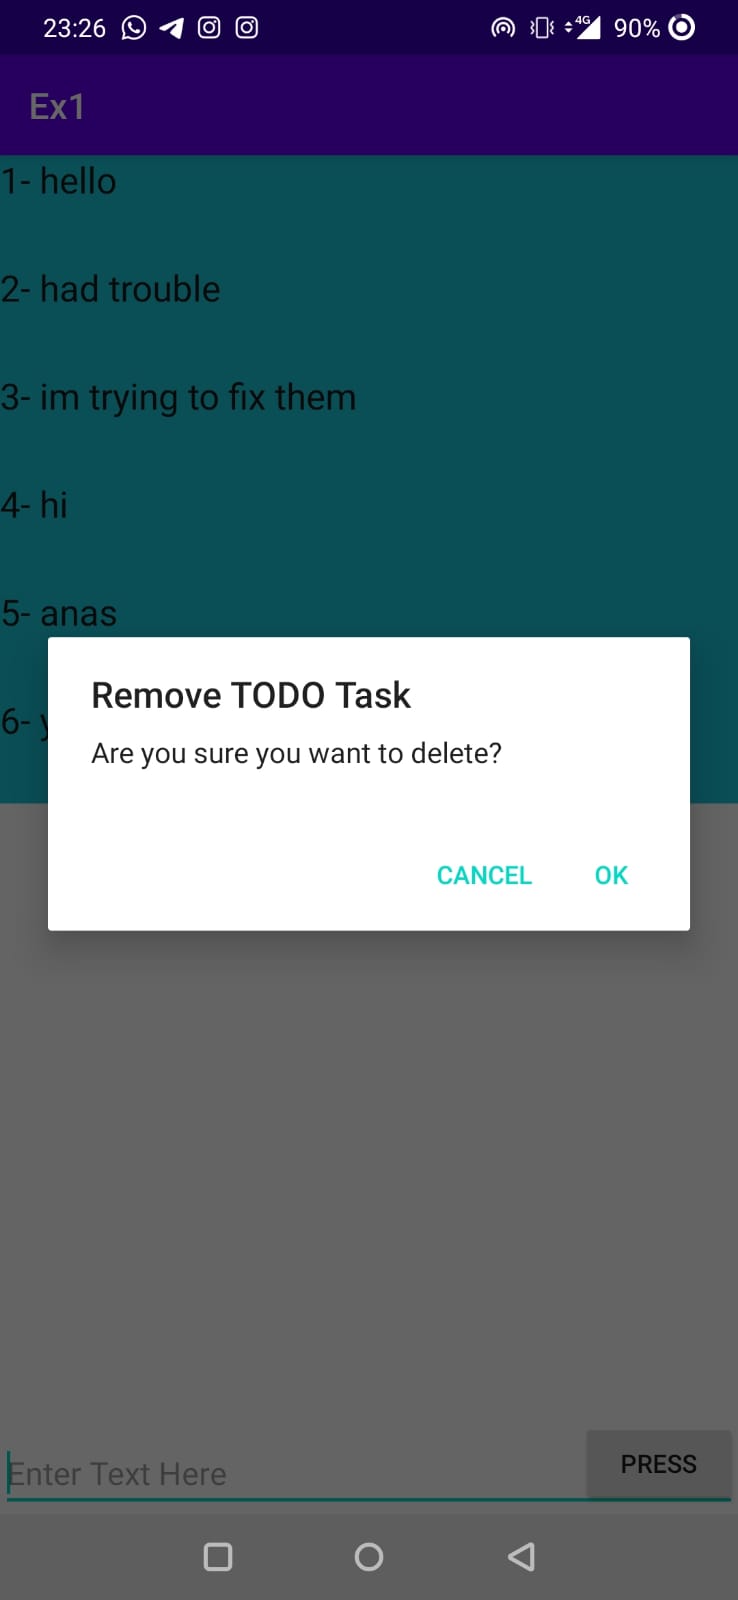 23:26 4G 90%
Ex1
1- hello
2- had trouble
3- im trying to fix them
4- hi
5- anas
6-
Remove TODO Task
Are you sure you want to delete?
CANCEL OK
Enter Text Here
PRESS